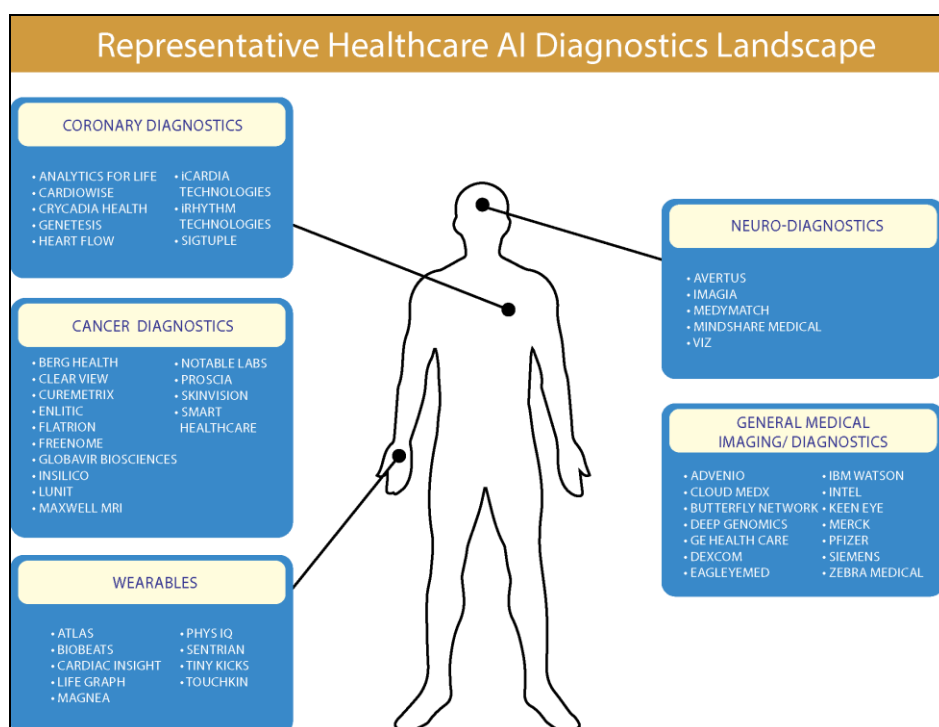 Representative Healthcare AI Diagnostics Landscape
CORONARY DIAGNOSTICS
• ANALYTICS FOR LIFE
• CARDIOWISE
• CRYCADIA HEALTH
• GENETESIS
• HEART FLOW
• iCARDIA
TECHNOLOGIES
• iRHYTHM
TECHNOLOGIES
• SIGTUPLE
CANCER DIAGNOSTICS
• BERG HEALTH
• CLEAR VIEW
• CUREMETRIX
• ENLITIC
• FLATRION
• FREENOME
• GLOBAVIR BIOSCIENCES
• INSILICO
• LUNIT
• MAXWELL MRI
• NOTABLE LABS
• PROSCIA
• SKINVISION
• SMART
HEALTHCARE
WEARABLES
• ATLAS
• BIOBEATS
• CARDIAC INSIGHT
• LIFE GRAPH
• MAGNEA
• PHYS IQ
• SENTRIAN
• TINY KICKS
• TOUCHKIN
NEURO-DIAGNOSTICS
• AVERTUS
• IMAGIA
• MEDYMATCH
• MINDSHARE MEDICAL
• VIZ
GENERAL MEDICAL
IMAGING/ DIAGNOSTICS
• ADVENIO
• CLOUD MEDX
• BUTTERFLY NETWORK
• DEEP GENOMICS
• GE HEALTH CARE
• DEXCOM
• EAGLEYEMED
• IBM WATSON
• INTEL
• KEEN EYE
• MERCK
• PFIZER
• SIEMENS
• ZEBRA MEDICAL